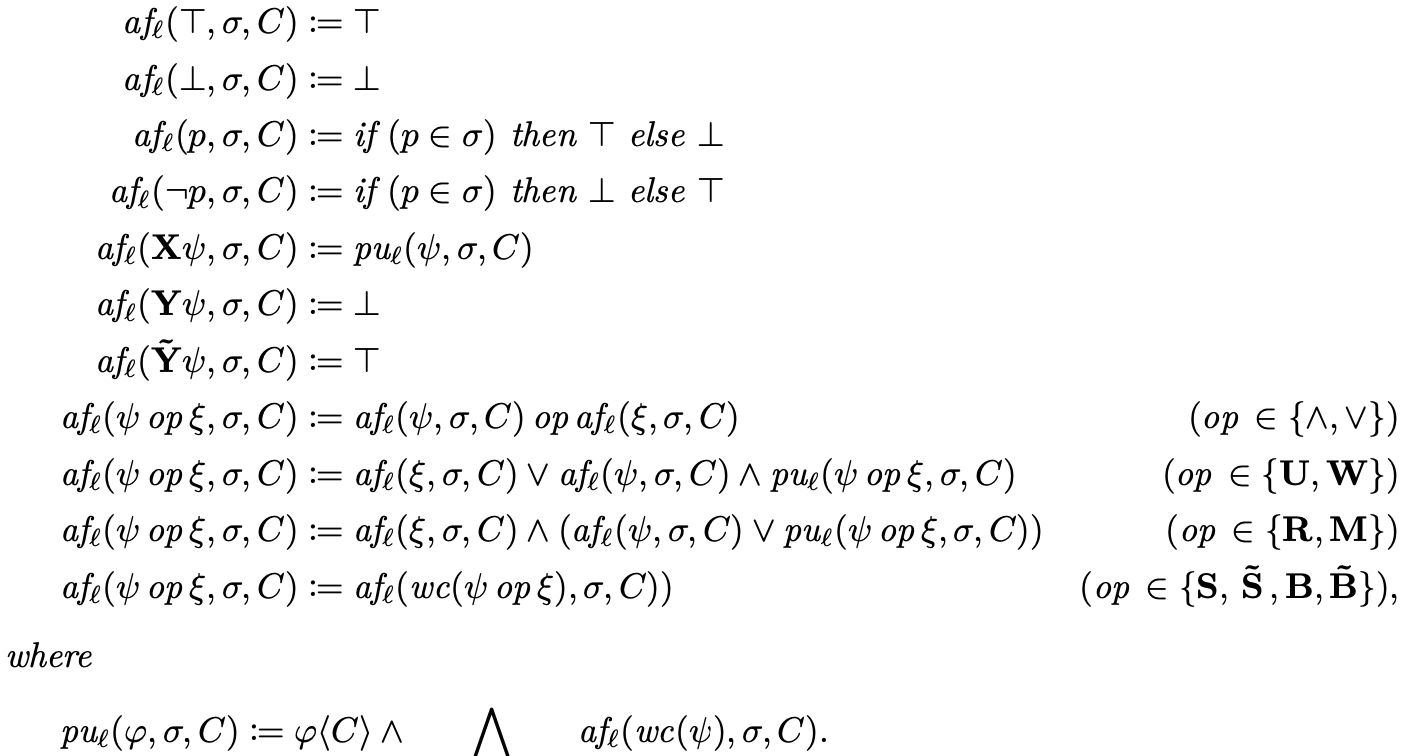 af_ℓ(⊤, σ, C) := ⊤
af_ℓ(⊥, σ, C) := ⊥
af_ℓ(p, σ, C) := if (p ∈ σ) then ⊤ else ⊥
af_ℓ(¬p, σ, C) := if (p ∈ σ) then ⊥ else ⊤
af_ℓ(Xψ, σ, C) := pu_ℓ(ψ, σ, C)
af_ℓ(Yψ, σ, C) := ⊥
af_ℓ(Ỹψ, σ, C) := ⊤
af_ℓ(ψ op ξ, σ, C) := af_ℓ(ψ, σ, C) op af_ℓ(ξ, σ, C) (op ∈ {∧, ∨})
af_ℓ(ψ op ξ, σ, C) := af_ℓ(ξ, σ, C) ∨ af_ℓ(ψ, σ, C) ∧ pu_ℓ(ψ op ξ, σ, C) (op ∈ {U, W})
af_ℓ(ψ op ξ, σ, C) := af_ℓ(ξ, σ, C) ∧ (af_ℓ(ψ, σ, C) ∨ pu_ℓ(ψ op ξ, σ, C)) (op ∈ {R, M})
af_ℓ(ψ op ξ, σ, C) := af_ℓ(wc(ψ op ξ), σ, C)) (op ∈ {S, S̃, B, B̃}),
where
pu_ℓ(φ, σ, C) := φ⟨C⟩ ∧ ⋀ af_ℓ(wc(ψ), σ, C).